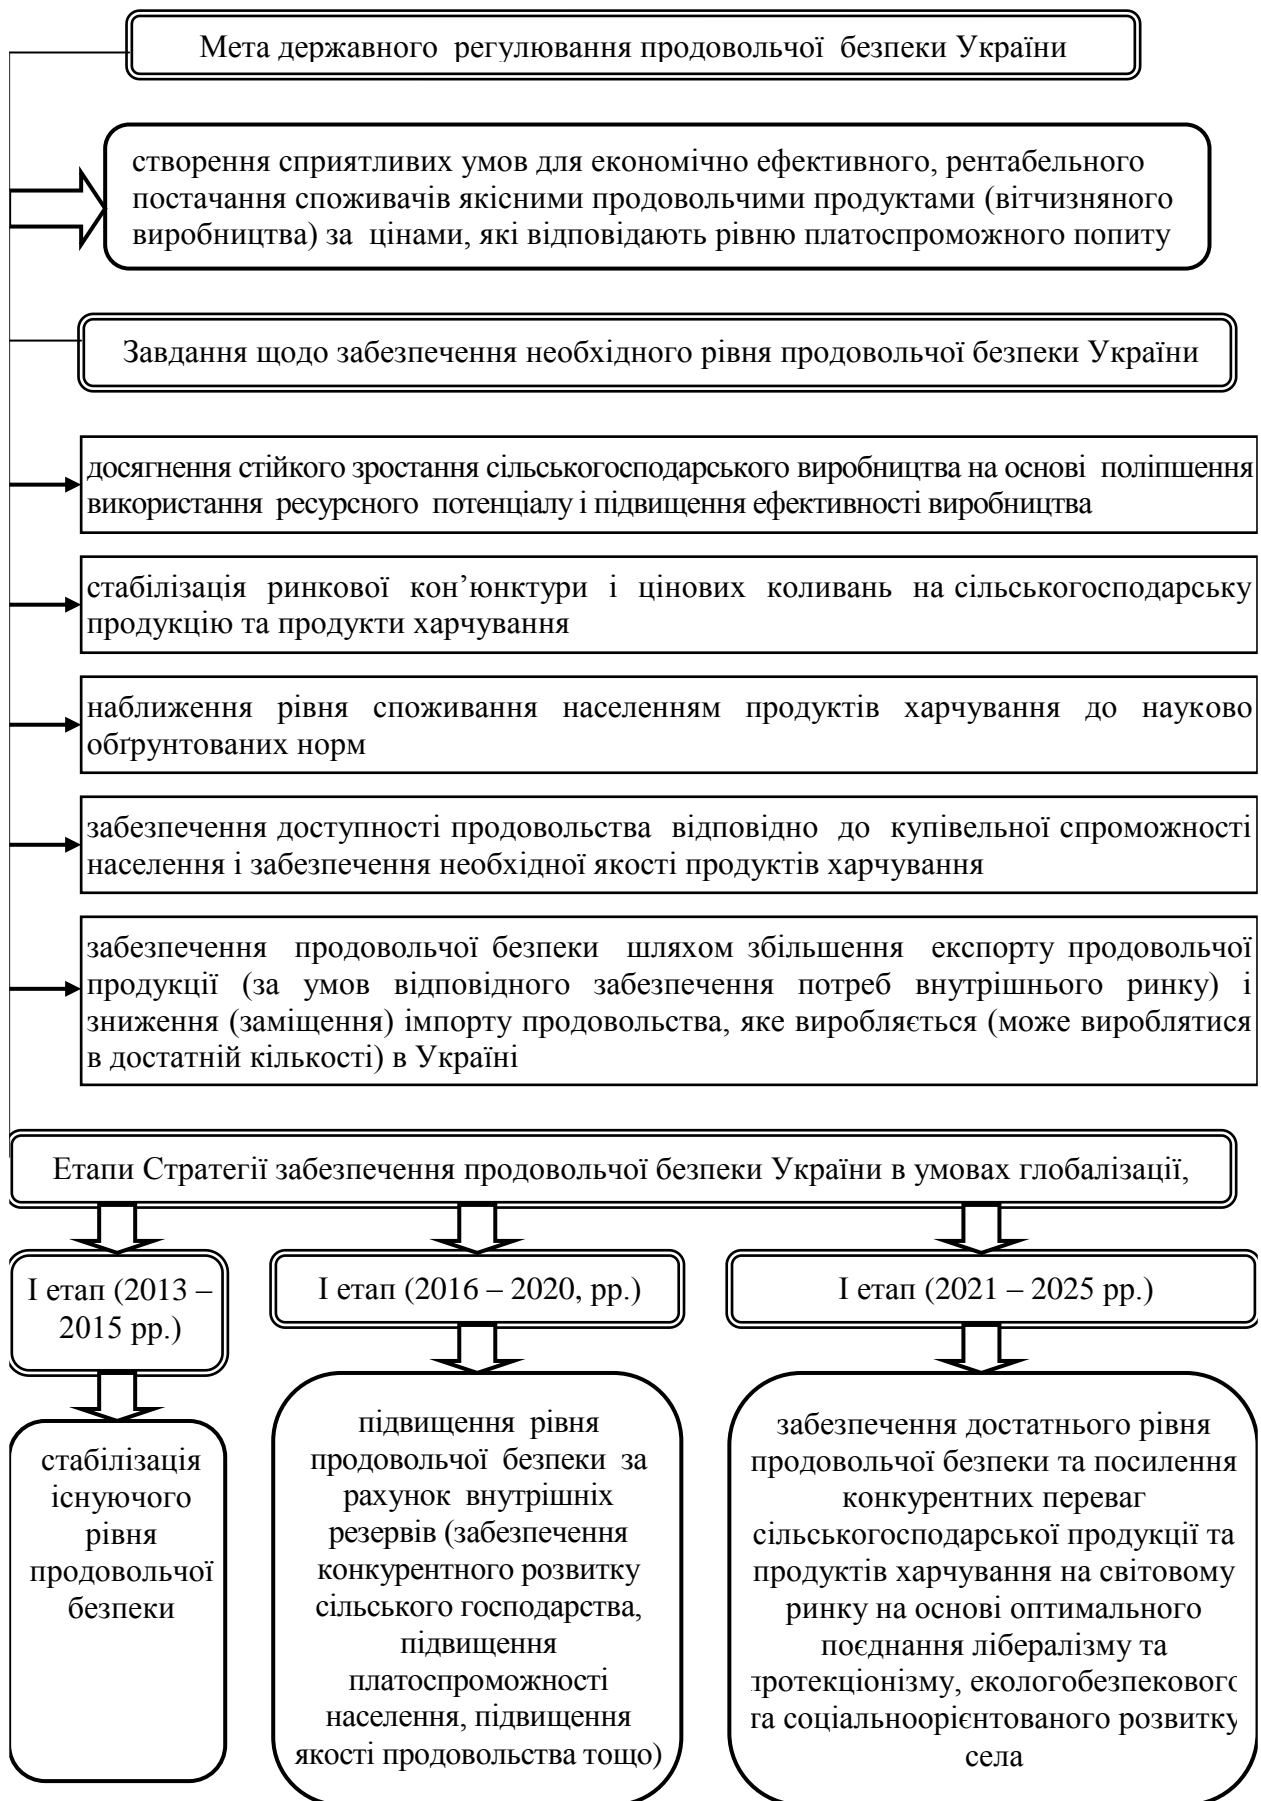 Мета державного регулювання продовольчої безпеки України
створення сприятливих умов для економічно ефективного, рентабельного
постачання споживачів якісними продовольчими продуктами (вітчизняного
виробництва) за цінами, які відповідають рівню платоспроможного попиту
Завдання щодо забезпечення необхідного рівня продовольчої безпеки України
досягнення стійкого зростання сільськогосподарського виробництва на основі поліпшення
використання ресурсного потенціалу і підвищення ефективності виробництва
стабілізація ринкової кон’юнктури і цінових коливань на сільськогосподарську
продукцію та продукти харчування
наближення рівня споживання населенням продуктів харчування до науково
обґрунтованих норм
забезпечення доступності продовольства відповідно до купівельної спроможності
населення і забезпечення необхідної якості продуктів харчування
забезпечення продовольчої безпеки шляхом збільшення експорту продовольчої
продукції (за умов відповідного забезпечення потреб внутрішнього ринку) і
зниження (заміщення) імпорту продовольства, яке виробляється (може вироблятися
в достатній кількості) в Україні
Етапи Стратегії забезпечення продовольчої безпеки України в умовах глобалізації,
І етап (2013 –
2015 рр.)
І етап (2016 – 2020, рр.)
І етап (2021 – 2025 рр.)
стабілізація
існуючого
рівня
продовольчої
безпеки
підвищення рівня
продовольчої безпеки за
рахунок внутрішніх
резервів (забезпечення
конкурентного розвитку
сільського господарства,
підвищення
платоспроможності
населення, підвищення
якості продовольства тощо)
забезпечення достатнього рівня
продовольчої безпеки та посилення
конкурентних переваг
сільськогосподарської продукції та
продуктів харчування на світовому
ринку на основі оптимального
поєднання лібералізму та
протекціонізму, екологобезпекового
та соціальноорієнтованого розвитку
села